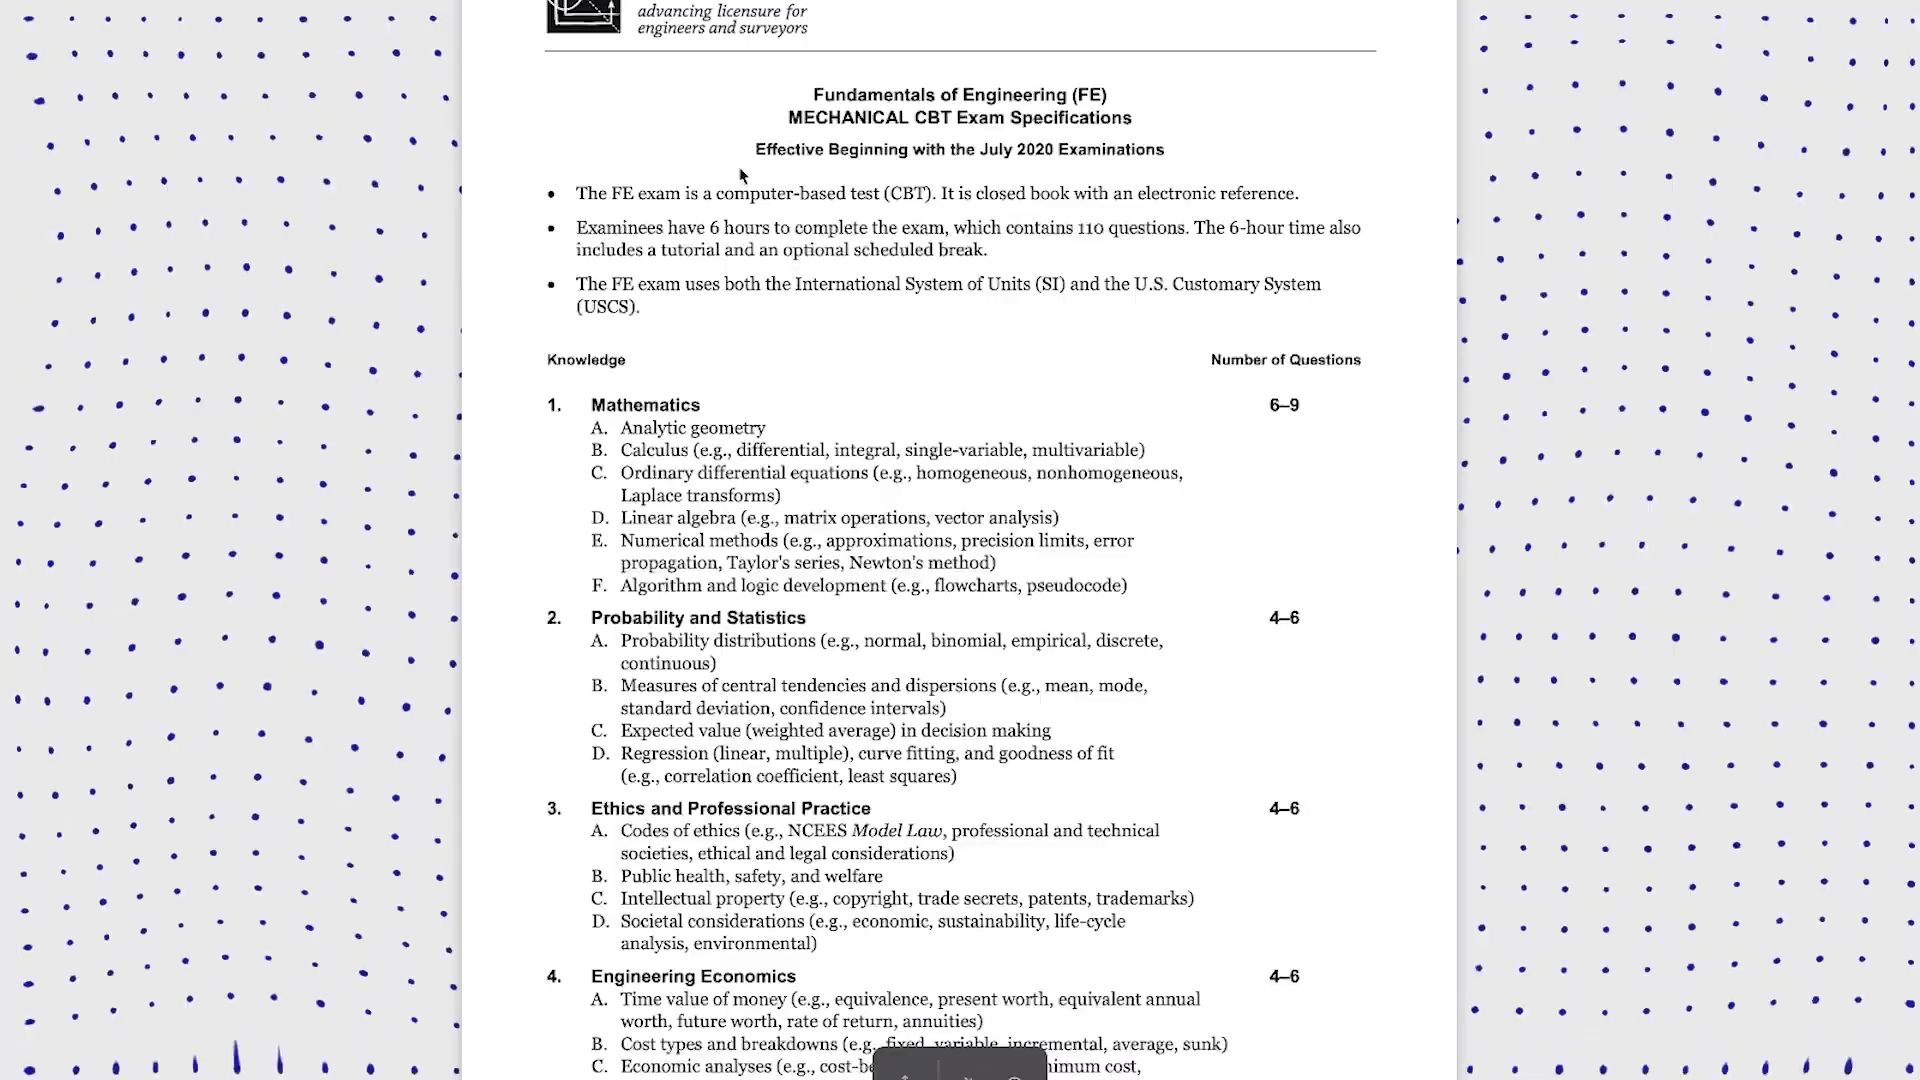 advancing licensure for
engineers and surveyors
Fundamentals of Engineering (FE)
MECHANICAL CBT Exam Specifications
Effective Beginning with the July 2020 Examinations
• The FE exam is a computer-based test (CBT). It is closed book with an electronic reference.
• Examinees have 6 hours to complete the exam, which contains 110 questions. The 6-hour time also
includes a tutorial and an optional scheduled break.
• The FE exam uses both the International System of Units (SI) and the U.S. Customary System
(USCS).
Knowledge Number of Questions
1. Mathematics 6–9
A. Analytic geometry
B. Calculus (e.g., differential, integral, single-variable, multivariable)
C. Ordinary differential equations (e.g., homogeneous, nonhomogeneous,
Laplace transforms)
D. Linear algebra (e.g., matrix operations, vector analysis)
E. Numerical methods (e.g., approximations, precision limits, error
propagation, Taylor's series, Newton's method)
F. Algorithm and logic development (e.g., flowcharts, pseudocode)
2. Probability and Statistics 4–6
A. Probability distributions (e.g., normal, binomial, empirical, discrete,
continuous)
B. Measures of central tendencies and dispersions (e.g., mean, mode,
standard deviation, confidence intervals)
C. Expected value (weighted average) in decision making
D. Regression (linear, multiple), curve fitting, and goodness of fit
(e.g., correlation coefficient, least squares)
3. Ethics and Professional Practice 4–6
A. Codes of ethics (e.g., NCEES Model Law, professional and technical
societies, ethical and legal considerations)
B. Public health, safety, and welfare
C. Intellectual property (e.g., copyright, trade secrets, patents, trademarks)
D. Societal considerations (e.g., economic, sustainability, life-cycle
analysis, environmental)
4. Engineering Economics 4–6
A. Time value of money (e.g., equivalence, present worth, equivalent annual
worth, future worth, rate of return, annuities)
B. Cost types and breakdowns (e.g., fixed, variable, incremental, average, sunk)
C. Economic analyses (e.g., cost-be nimum cost,